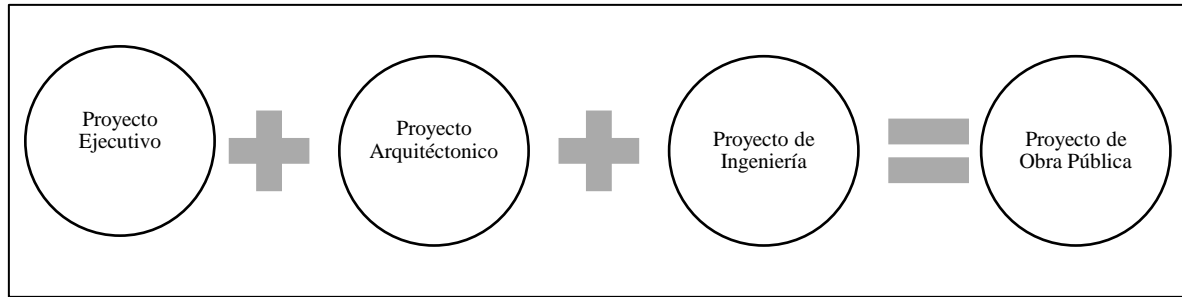 Proyecto
Ejecutivo
Proyecto
Arquitéctonico
Proyecto de
Ingeniería
Proyecto de
Obra Pública